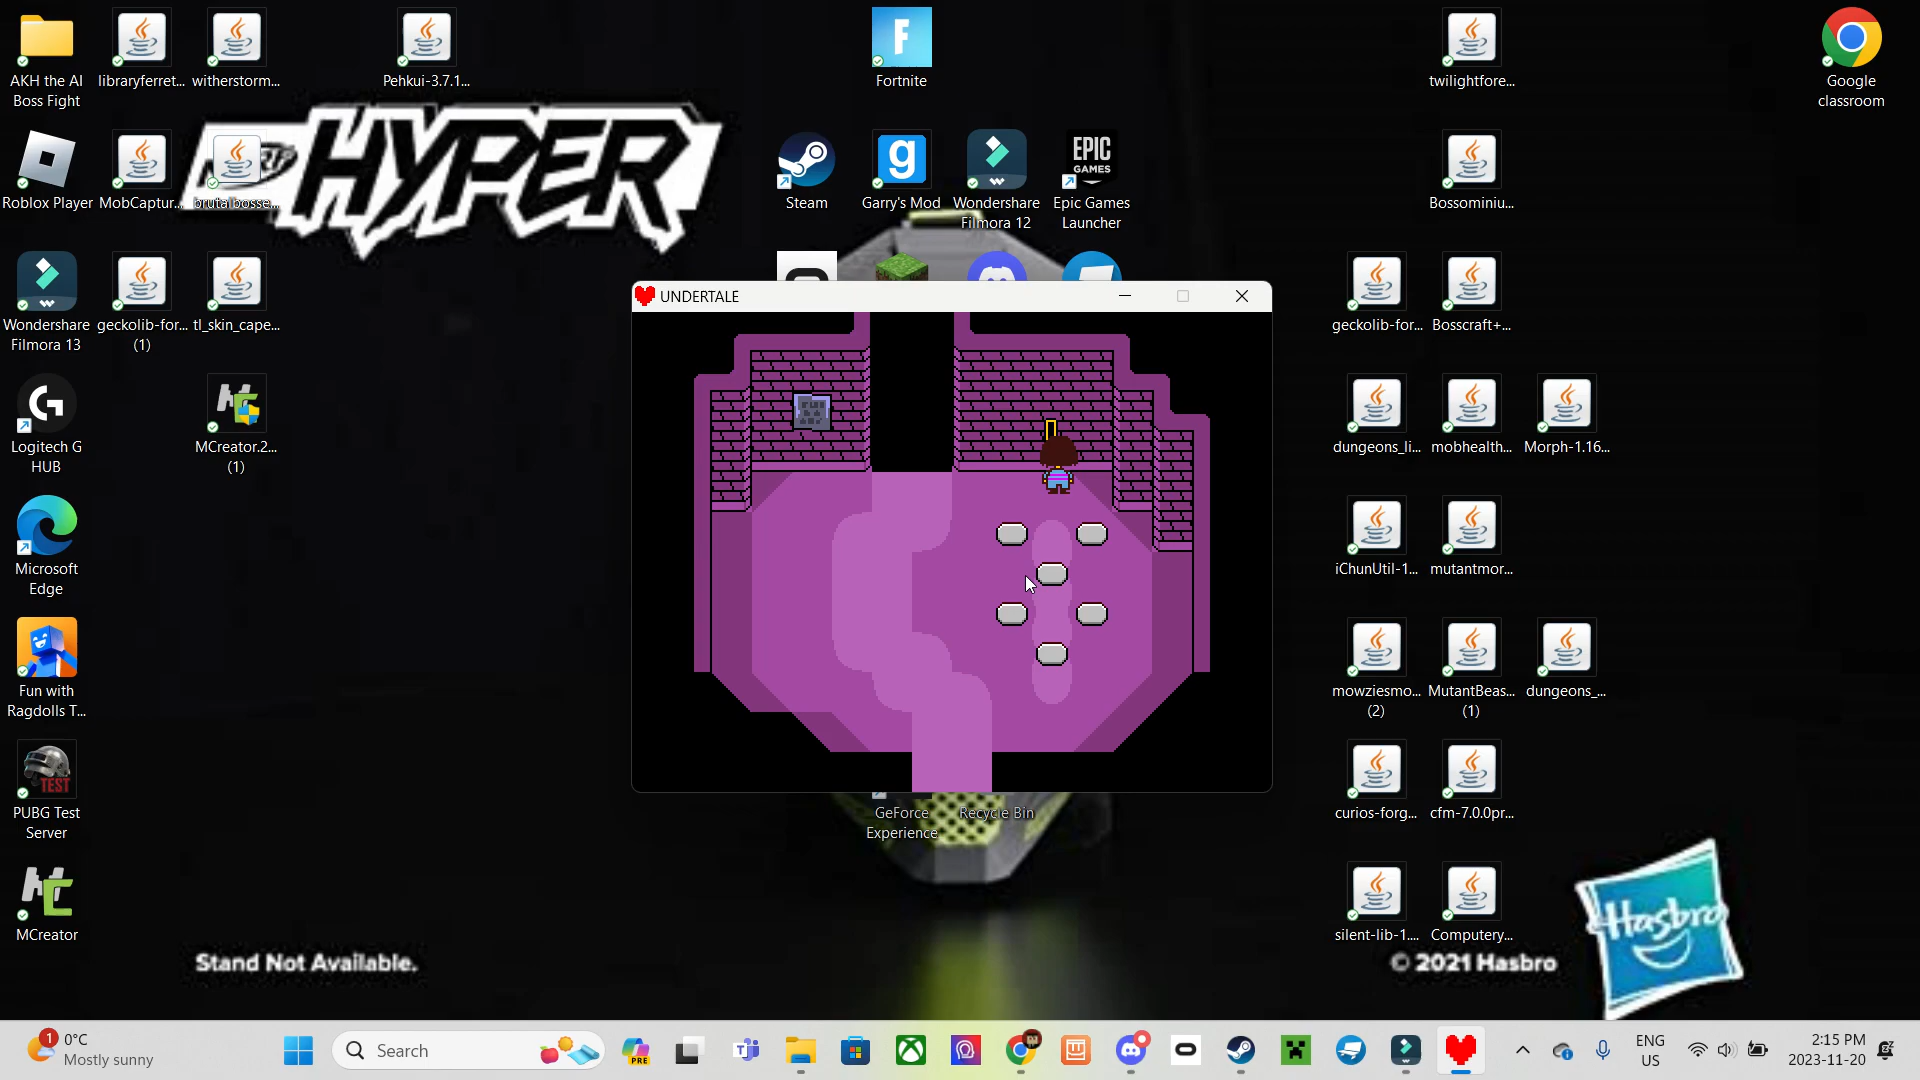 AKH the AI
Boss Fight
libraryferret...
witherstorm...
Pehkui-3.7.1...
F
Fortnite
twilightfore...
Google
classroom
HYPER
Roblox Player
MobCaptur...
brutalbosse...
Steam
g
Garry's Mod
Wondershare
Filmora 12
EPIC
GAMES
Epic Games
Launcher
Bossominiu...
Wondershare
Filmora 13
geckolib-for...
(1)
tl_skin_cape...
UNDERTALE
geckolib-for...
Bosscraft+...
Logitech G
HUB
MCreator.2...
(1)
dungeons_li...
mobhealth...
Morph-1.16...
Microsoft
Edge
iChunUtil-1...
mutantmor...
Fun with
Ragdolls T...
mowziesmo...
(2)
MutantBeas...
(1)
dungeons_...
TEST
PUBG Test
Server
GeForce
Experience
Recycle Bin
curios-forg...
cfm-7.0.0pr...
MCreator
silent-lib-1....
Computery...
Hasbro
Stand Not Available.
© 2021 Hasbro
1
0°C
Mostly sunny
Search
PRE
ENG
US
2:15 PM
2023-11-20